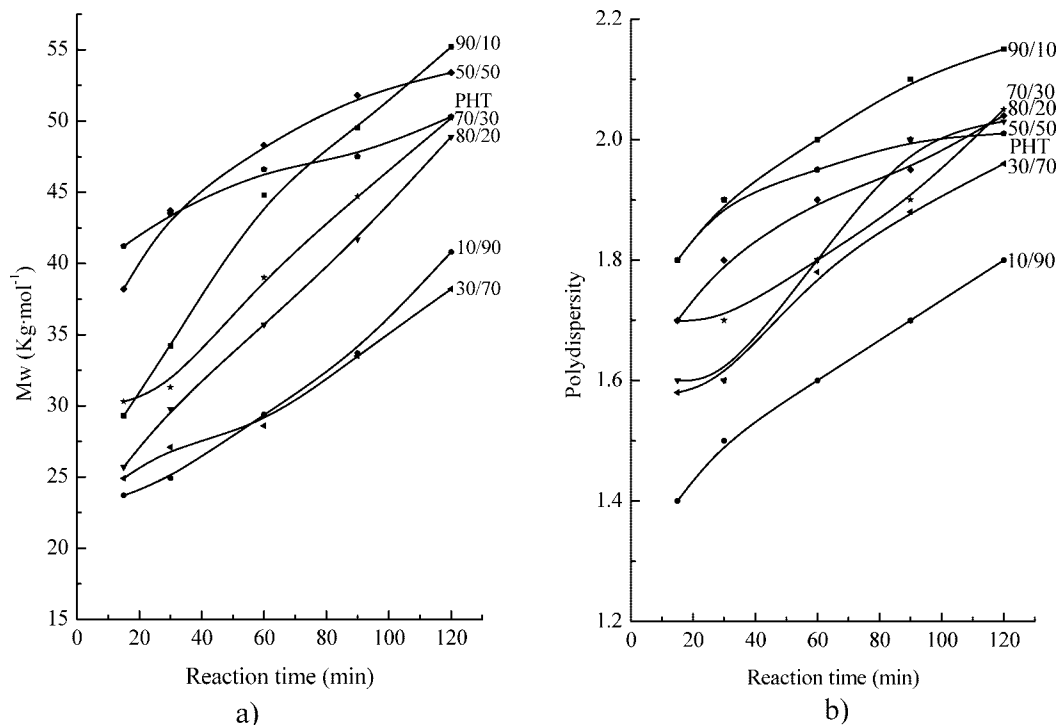 55
50
45
40
35
30
25
20
15
Mw (Kg·mol⁻¹)
90/10
50/50
PHT
70/30
80/20
10/90
30/70
0 20 40 60 80 100 120
Reaction time (min)
a)
2.2
2.0
1.8
1.6
1.4
1.2
Polydispersity
90/10
70/30
80/20
50/50
PHT
30/70
10/90
0 20 40 60 80 100 120
Reaction time (min)
b)